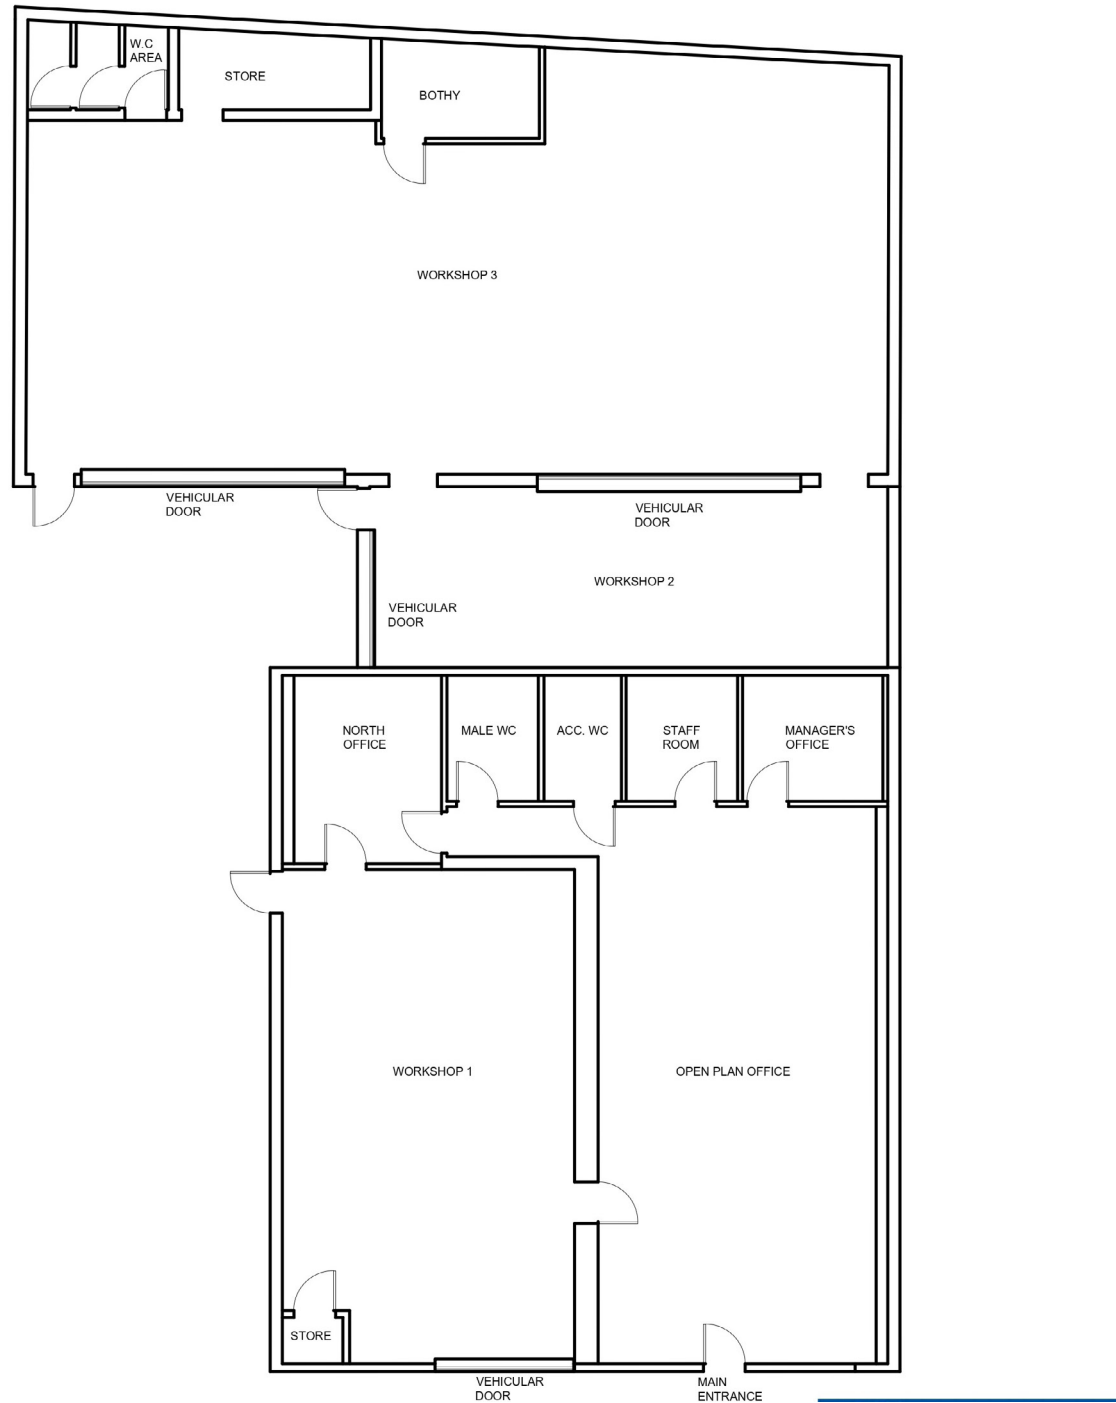 W.C
AREA
STORE
BOTHY
WORKSHOP 3
VEHICULAR
DOOR
VEHICULAR
DOOR
WORKSHOP 2
VEHICULAR
DOOR
NORTH
OFFICE
MALE WC
ACC. WC
STAFF
ROOM
MANAGER'S
OFFICE
WORKSHOP 1
OPEN PLAN OFFICE
STORE
VEHICULAR
DOOR
MAIN
ENTRANCE